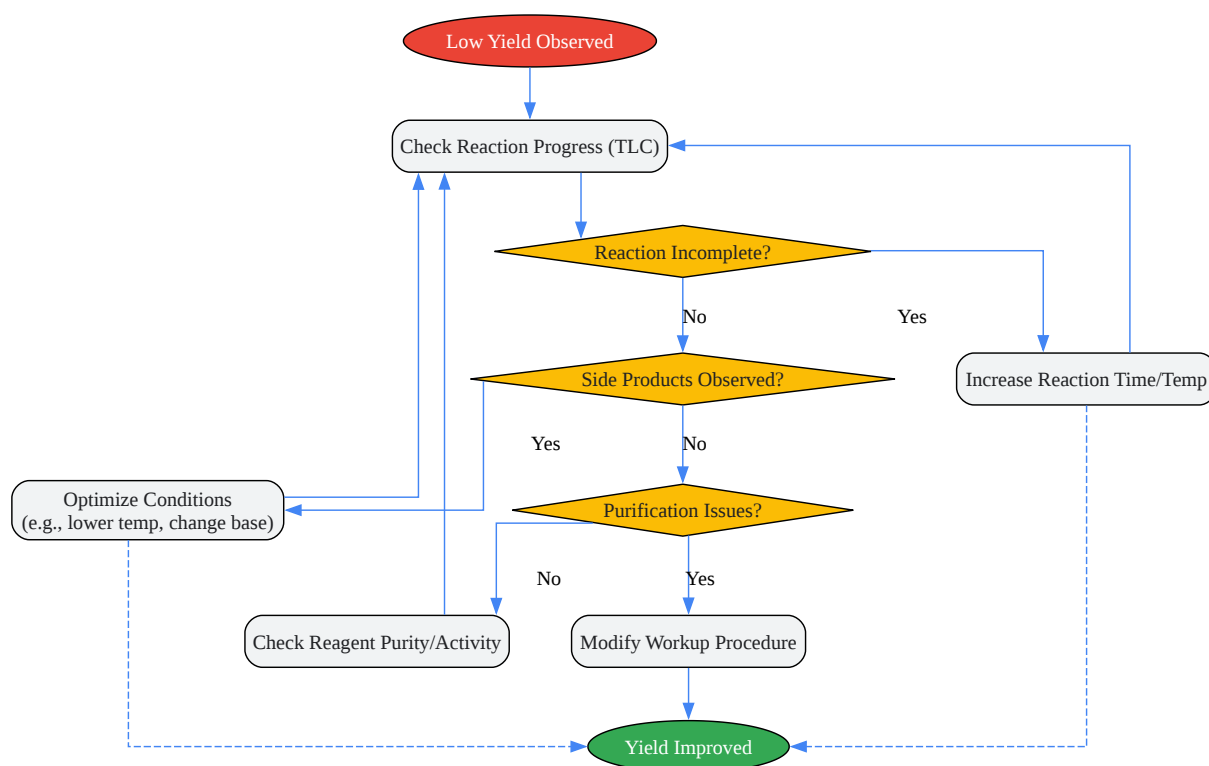 Low Yield Observed
Check Reaction Progress (TLC)
Reaction Incomplete?
No
Yes
Side Products Observed?
Increase Reaction Time/Temp
Yes
No
Optimize Conditions
(e.g., lower temp, change base)
Purification Issues?
No
Yes
Check Reagent Purity/Activity
Modify Workup Procedure
Yield Improved